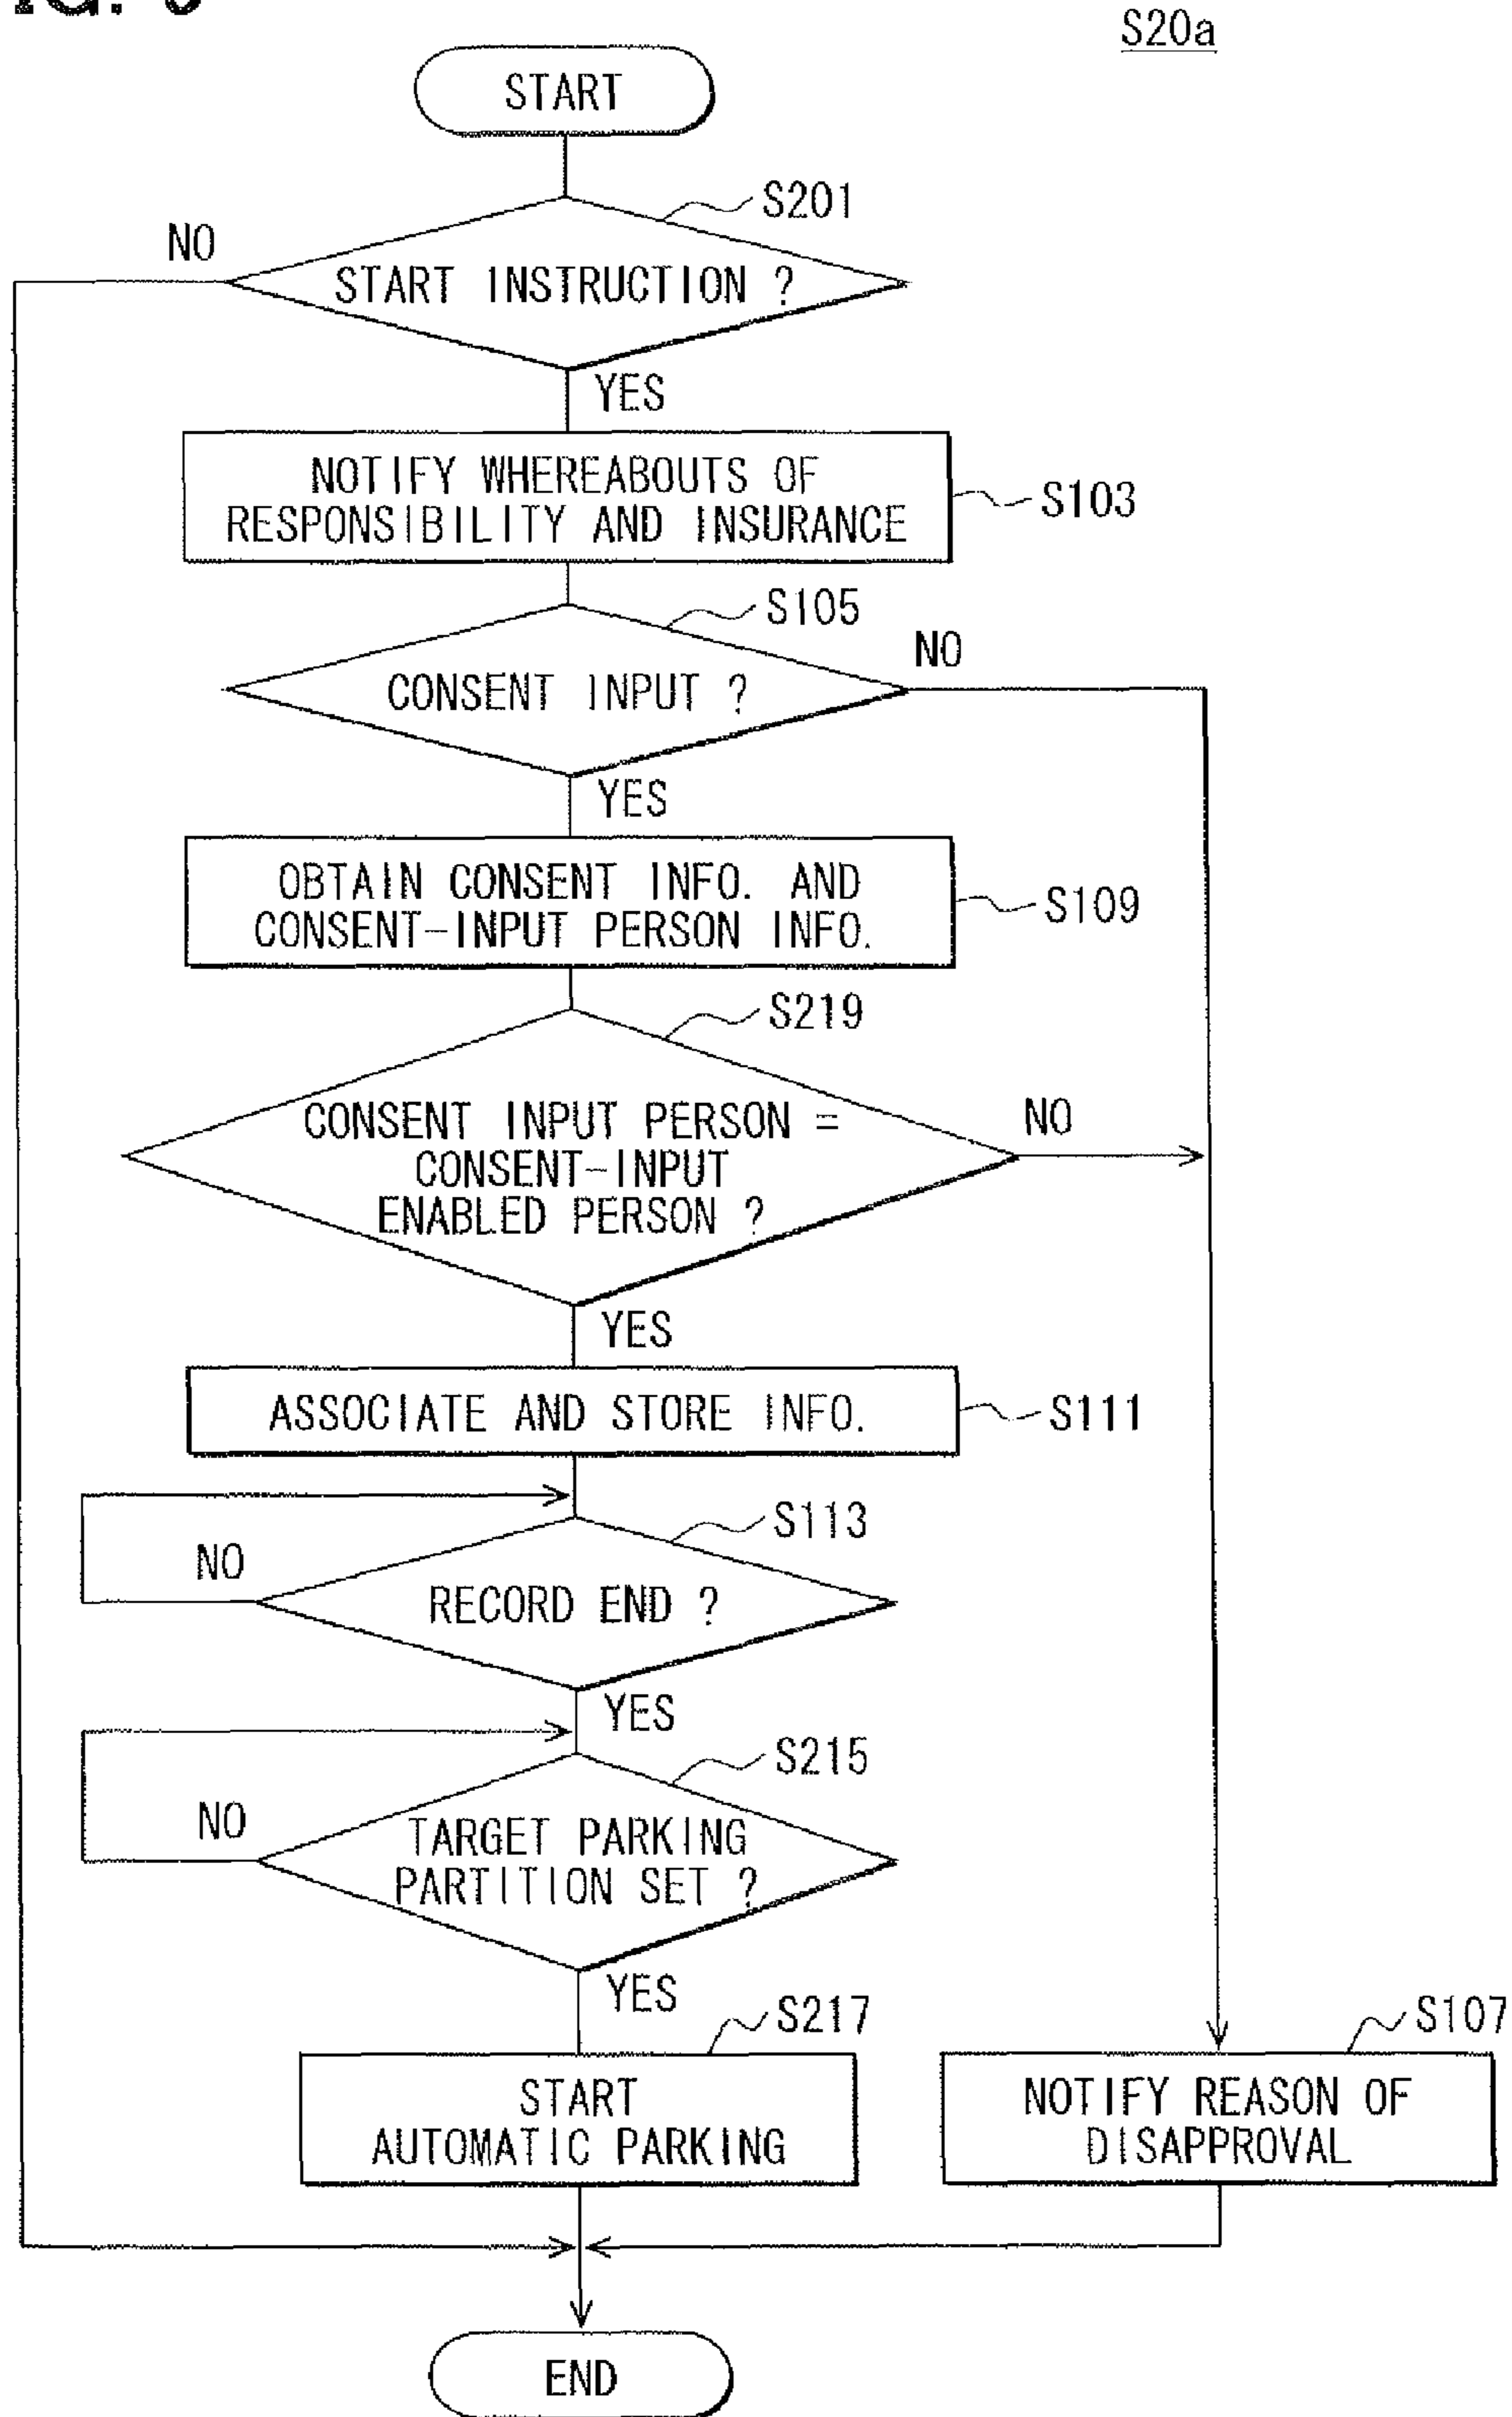 S20a
START
S201
NO
START INSTRUCTION ?
YES
NOTIFY WHEREABOUTS OF
RESPONSIBILITY AND INSURANCE
S103
S105
NO
CONSENT INPUT ?
YES
OBTAIN CONSENT INFO. AND
CONSENT-INPUT PERSON INFO.
S109
S219
CONSENT INPUT PERSON =
CONSENT-INPUT
ENABLED PERSON ?
NO
YES
ASSOCIATE AND STORE INFO.
S111
S113
NO
RECORD END ?
YES
S215
NO
TARGET PARKING
PARTITION SET ?
YES
S217
S107
START
AUTOMATIC PARKING
NOTIFY REASON OF
DISAPPROVAL
END